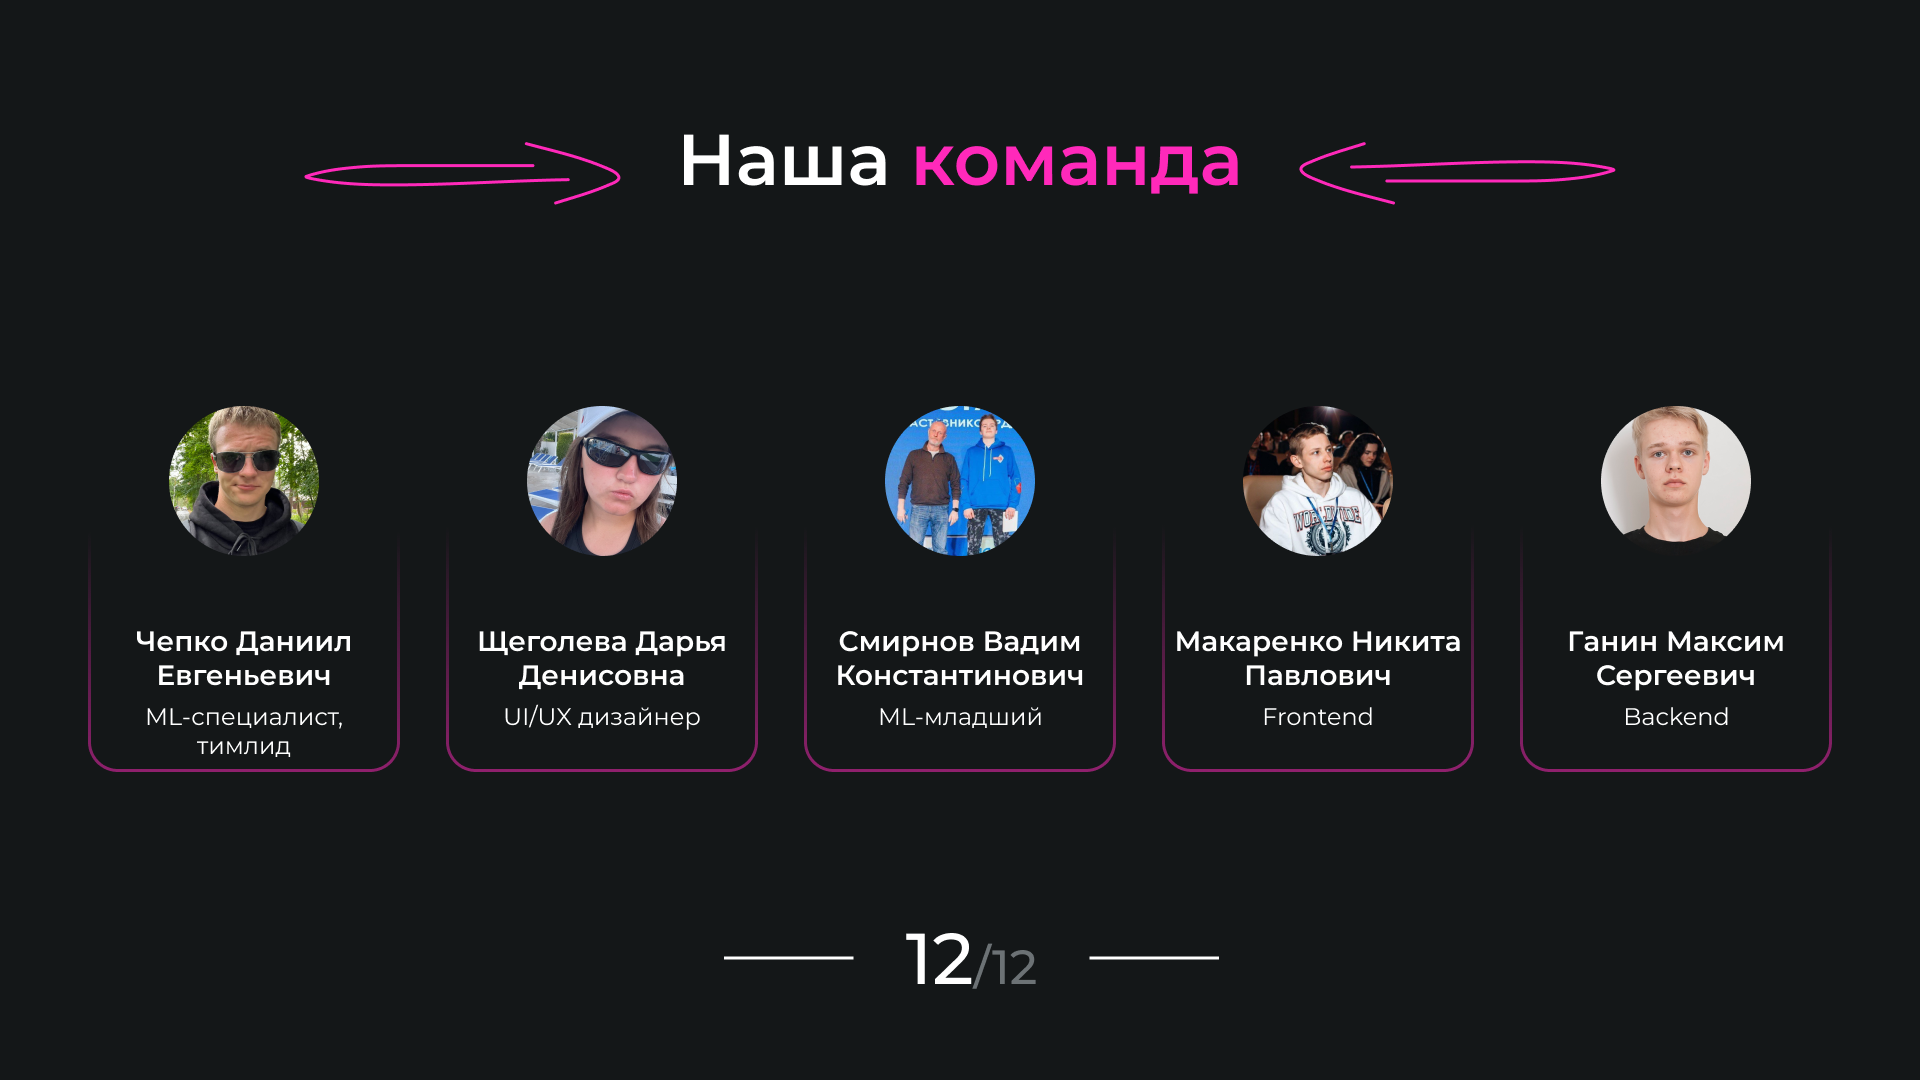 Наша команда
Чепко Даниил
Евгеньевич
ML-специалист,
тимлид
Щеголева Дарья
Денисовна
UI/UX дизайнер
Смирнов Вадим
Константинович
ML-младший
Макаренко Никита
Павлович
Frontend
Ганин Максим
Сергеевич
Backend
12/12